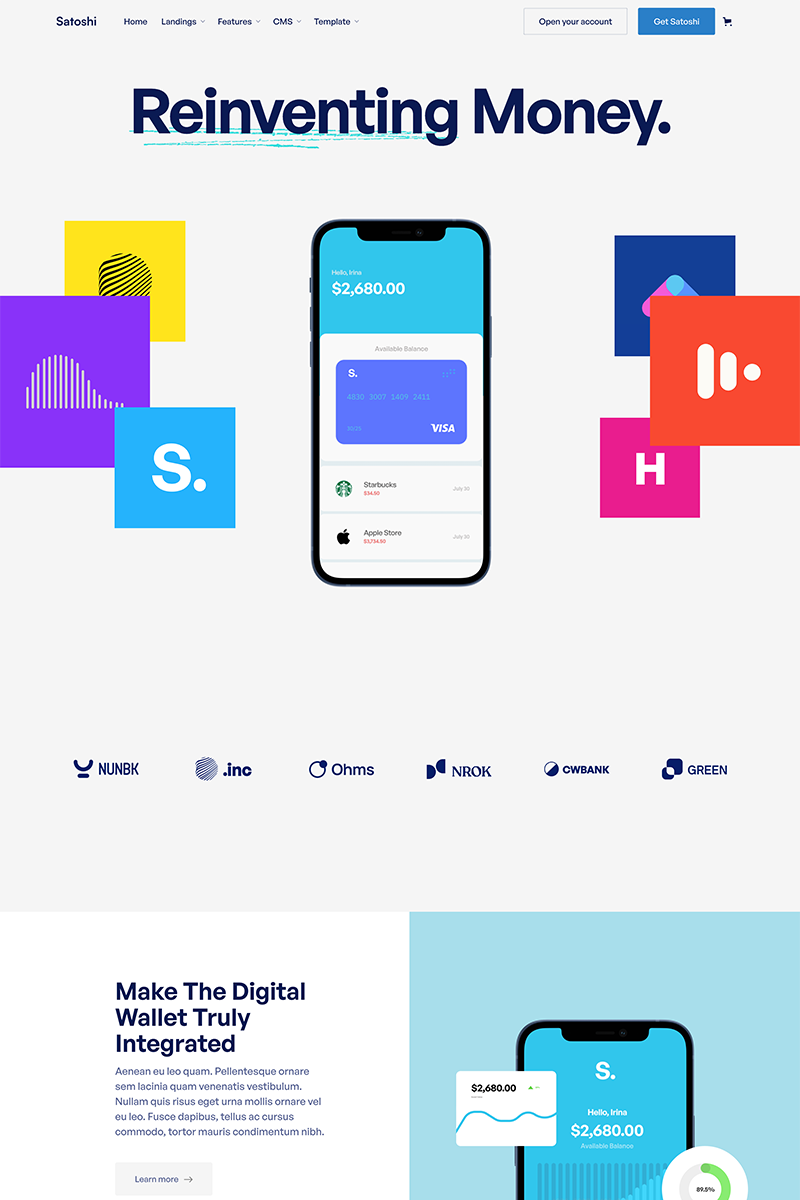 Satoshi
Home
Landings
Features
CMS
Template
Open your account
Get Satoshi
Reinventing Money.
Hello, Irina
$2,680.00
Available Balance
S.
4830 3007 1409 2411
VISA
Starbucks
$34.50
July 30
Apple Store
$3,734.50
July 30
S.
H
NUNBK
.inc
Ohms
NROK
CWBANK
GREEN
Make The Digital
Wallet Truly
Integrated
Aenean eu leo quam. Pellentesque ornare
sem lacinia quam venenatis vestibulum.
Nullam quis risus eget urna mollis ornare vel
eu leo. Fusce dapibus, tellus ac cursus
commodo, tortor mauris condimentum nibh.
Learn more
S.
$2,680.00
Hello, Irina
$2,680.00
Available Balance
89.5%